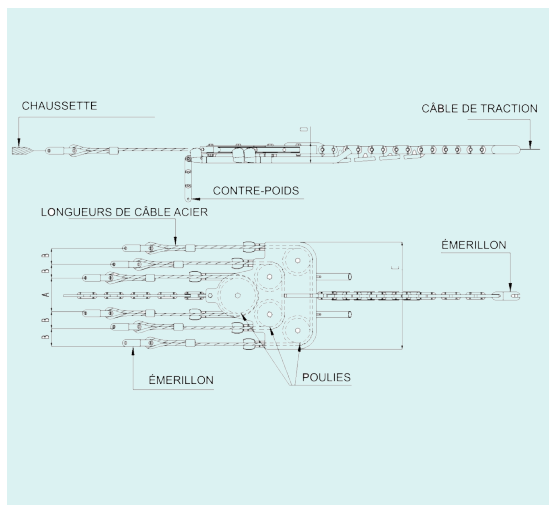 CHAUSSETTE
CÂBLE DE TRACTION
D
CONTRE-POIDS
LONGUEURS DE CÂBLE ACIER
ÉMERILLON
B
B
A
B
B
C
POULIES
ÉMERILLON